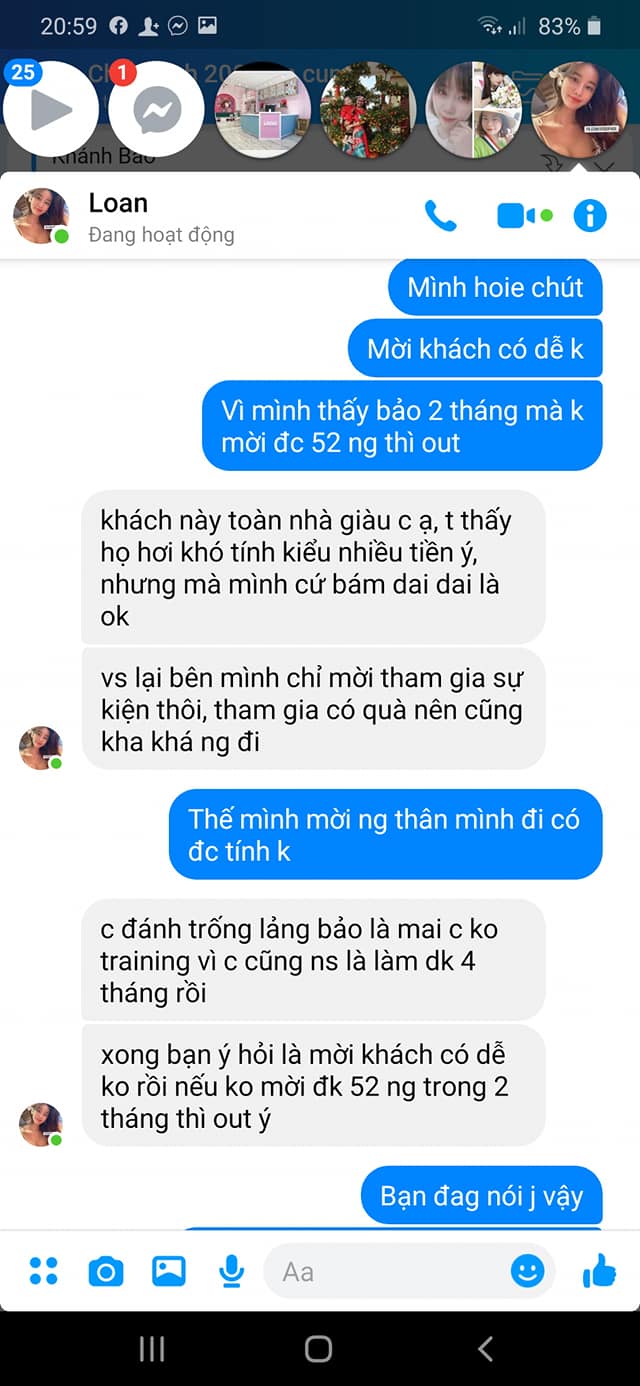 20:59
83%
25
1
Khánh Bảo
Loan
Đang hoạt động
Mình hoie chút
Mời khách có dễ k
Vì mình thấy bảo 2 tháng mà k
mời đc 52 ng thì out
khách này toàn nhà giàu c ạ, t thấy
họ hơi khó tính kiểu nhiều tiền ý,
nhưng mà mình cứ bám dai dai là
ok
vs lại bên mình chỉ mời tham gia sự
kiện thôi, tham gia có quà nên cũng
kha khá ng đi
Thế mình mời ng thân mình đi có
đc tính k
c đánh trống lảng bảo là mai c ko
training vì c cũng ns là làm dk 4
tháng rồi
xong bạn ý hỏi là mời khách có dễ
ko rồi nếu ko mời đk 52 ng trong 2
tháng thì out ý
Bạn đag nói j vậy
Aa